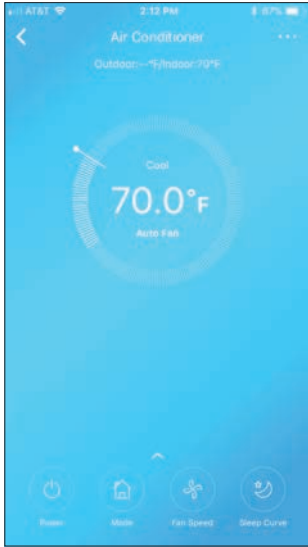 AT&T 2:12 PM 87%
Air Conditioner
Outdoor:--°F/Indoor:79°F
Cool
70.0°F
Auto Fan
Power Mode Fan Speed Sleep Curve